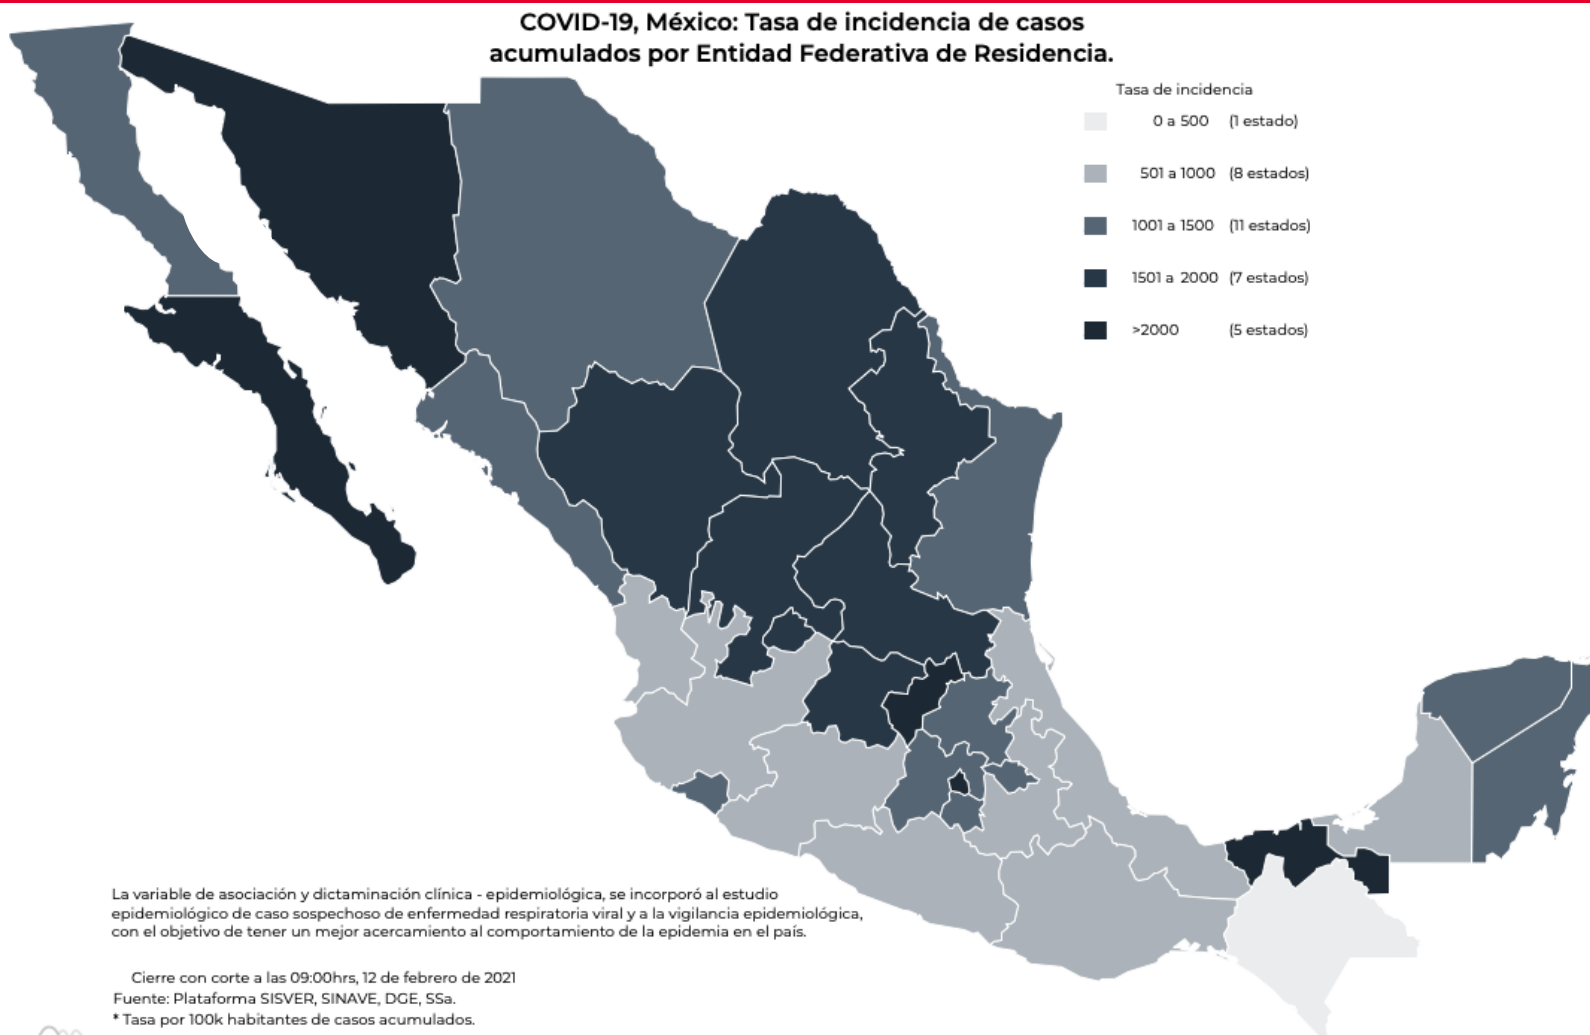 COVID-19, México: Tasa de incidencia de casos
acumulados por Entidad Federativa de Residencia.
Tasa de incidencia
0 a 500 (1 estado)
501 a 1000 (8 estados)
1001 a 1500 (11 estados)
1501 a 2000 (7 estados)
>2000 (5 estados)
La variable de asociación y dictaminación clínica - epidemiológica, se incorporó al estudio
epidemiológico de caso sospechoso de enfermedad respiratoria viral y a la vigilancia epidemiológica,
con el objetivo de tener un mejor acercamiento al comportamiento de la epidemia en el país.
Cierre con corte a las 09:00hrs, 12 de febrero de 2021
Fuente: Plataforma SISVER, SINAVE, DGE, SSa.
* Tasa por 100k habitantes de casos acumulados.